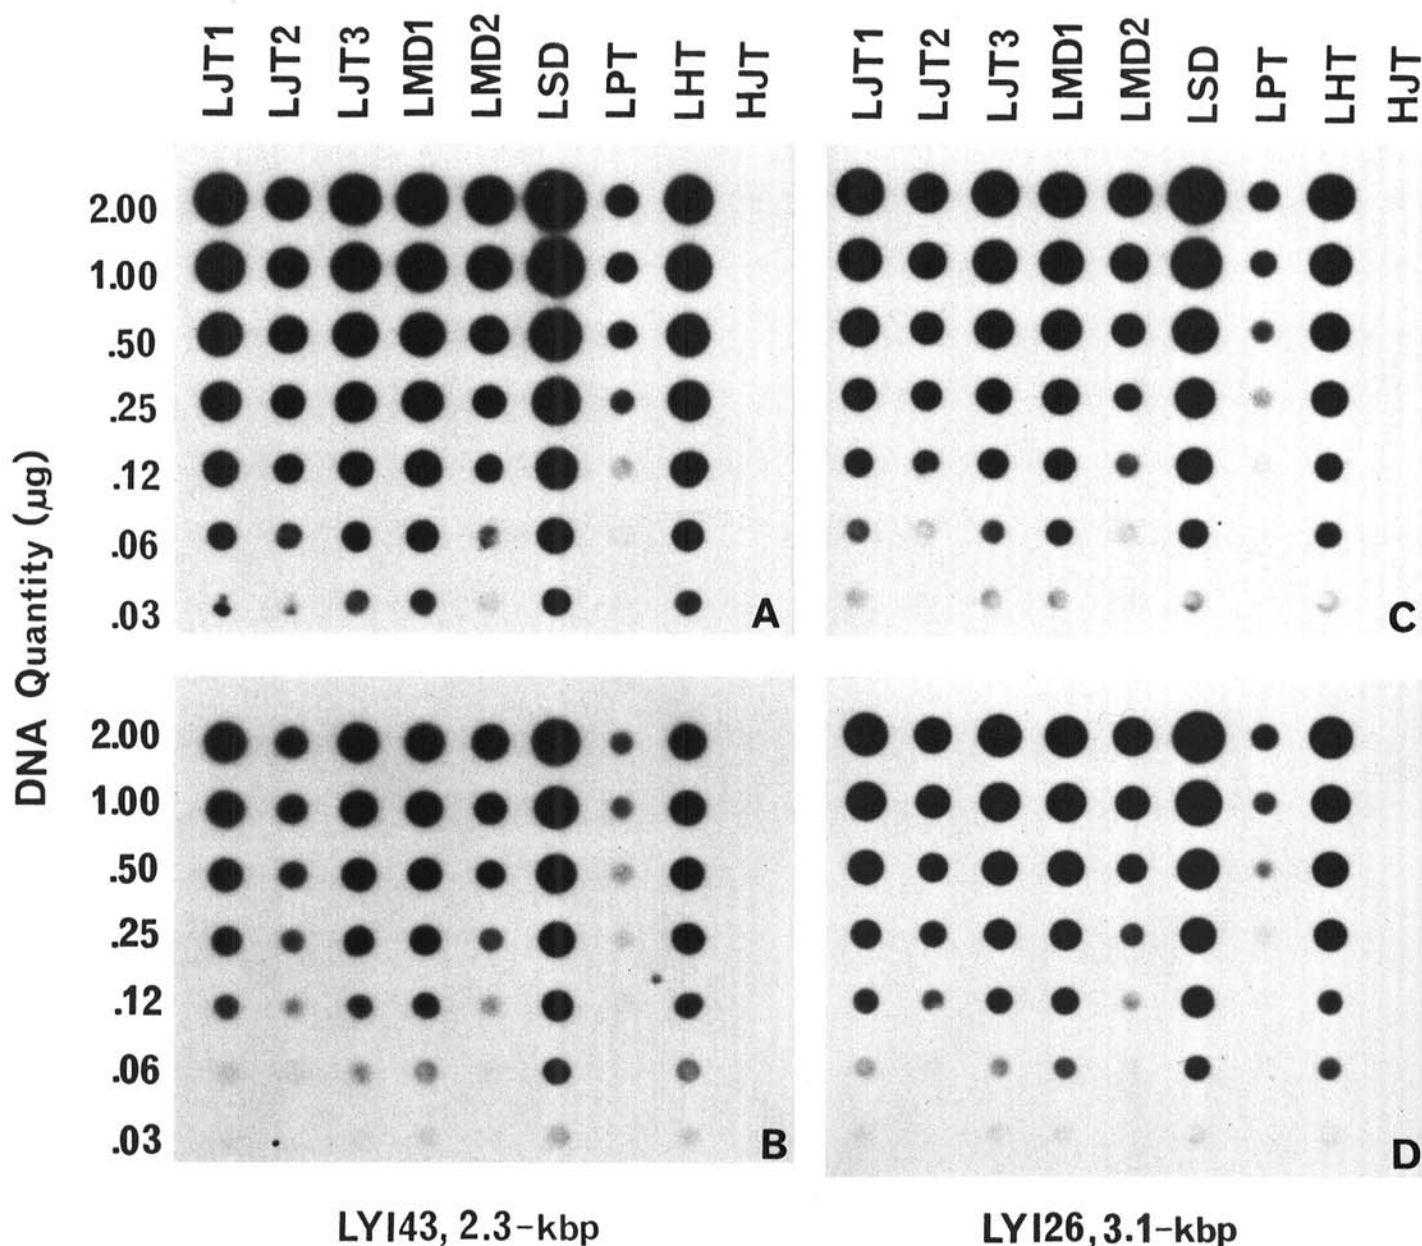 LJT1 LJT2 LJT3 LMD1 LMD2 LSD LPT LHT HJT LJT1 LJT2 LJT3 LMD1 LMD2 LSD LPT LHT HJT
DNA Quantity (μg)
2.00
1.00
.50
.25
.12
.06
.03
A
C
2.00
1.00
.50
.25
.12
.06
.03
B
D
LYI43, 2.3-kbp
LYI26, 3.1-kbp